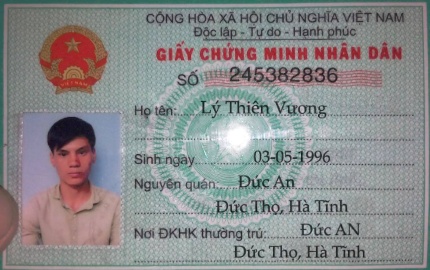 CỘNG HÒA XÃ HỘI CHỦ NGHĨA VIỆT NAM
Độc lập - Tự do - Hạnh phúc
GIẤY CHỨNG MINH NHÂN DÂN
SỐ 245382836
Họ tên: Lý Thiên Vượng
Sinh ngày 03-05-1996
Nguyên quán: Đức An
Đức Thọ, Hà Tĩnh
Nơi ĐKHK thường trú: Đức AN
Đức Thọ, Hà Tĩnh